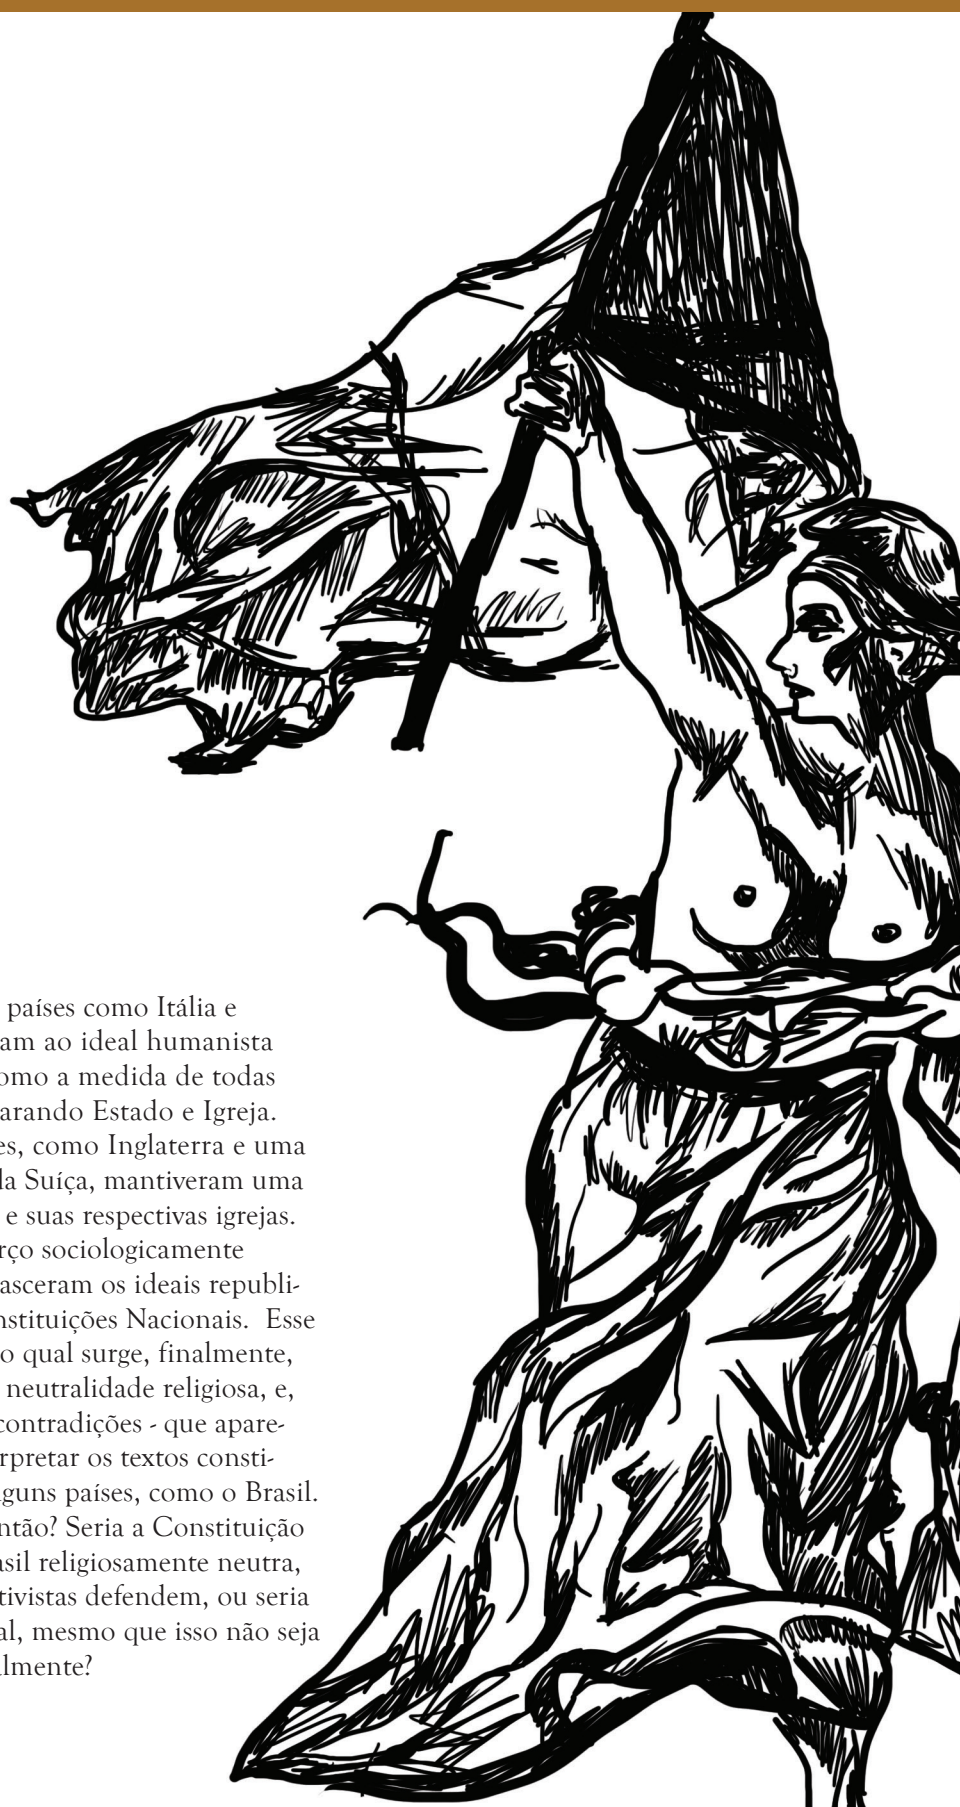 países como Itália e
am ao ideal humanista
omo a medida de todas
arando Estado e Igreja.
es, como Inglaterra e uma
la Suíça, mantiveram uma
e suas respectivas igrejas.
rço sociologicamente
asceram os ideais republi-
nstituições Nacionais. Esse
o qual surge, finalmente,
neutralidade religiosa, e,
contradições - que apare-
rpretar os textos consti-
guns países, como o Brasil.
ntão? Seria a Constituição
asil religiosamente neutra,
tivistas defendem, ou seria
al, mesmo que isso não seja
lmente?